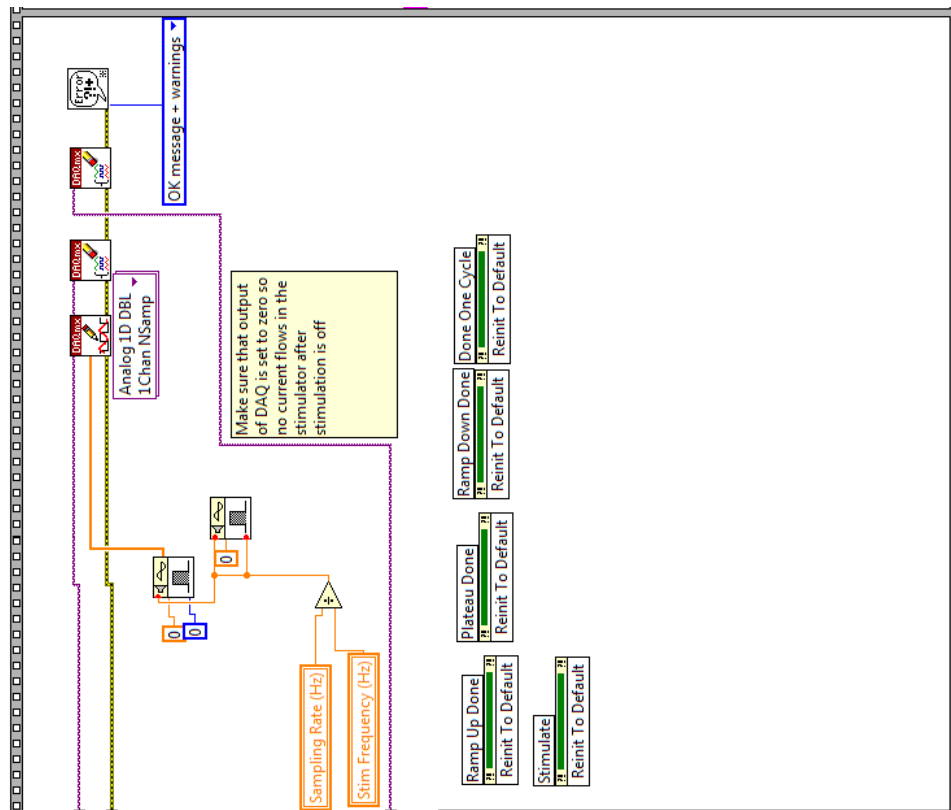 Error
?!+
DAQmx
DAQmx
DAQmx
OK message + warnings
Analog 1D DBL
1Chan NSamp
Make sure that output
of DAQ is set to zero so
no current flows in the
stimulator after
stimulation is off
0
0
0
÷
Sampling Rate (Hz)
Stim Frequency (Hz)
Ramp Up Done
?!
?!
Reinit To Default
Plateau Done
?!
?!
Reinit To Default
Ramp Down Done
?!
?!
Reinit To Default
Done One Cycle
?!
?!
Reinit To Default
Stimulate
?!
?!
Reinit To Default